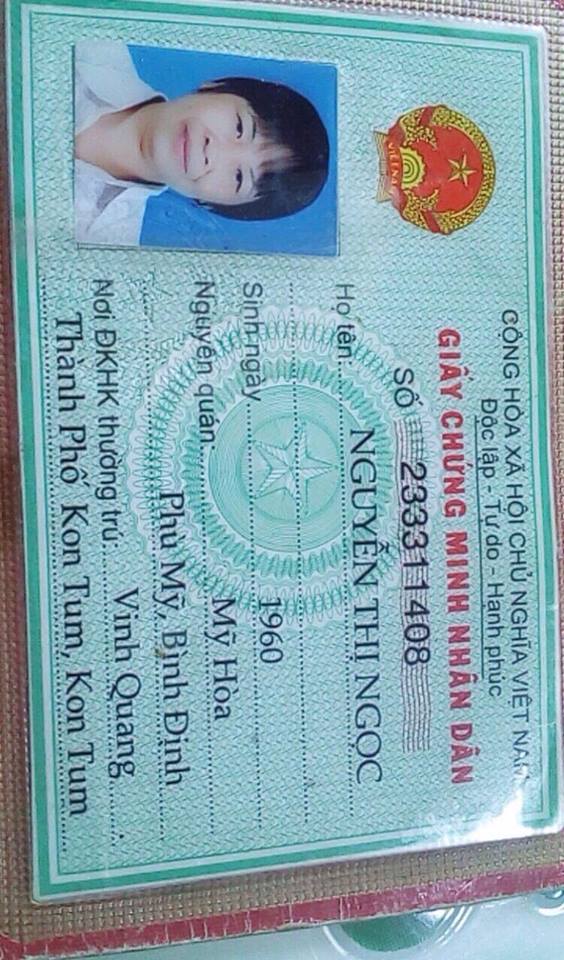 CỘNG HÒA XÃ HỘI CHỦ NGHĨA VIỆT NAM
Độc lập - Tự do - Hạnh phúc
GIẤY CHỨNG MINH NHÂN DÂN
SỐ 233311408
Họ tên: NGUYỄN THỊ NGỌC
Sinh ngày 1960
Nguyên quán: Mỹ Hòa
Phù Mỹ, Bình Định
Nơi ĐKHK thường trú: Vinh Quang
Thành Phố Kon Tum, Kon Tum
VIỆT NAM